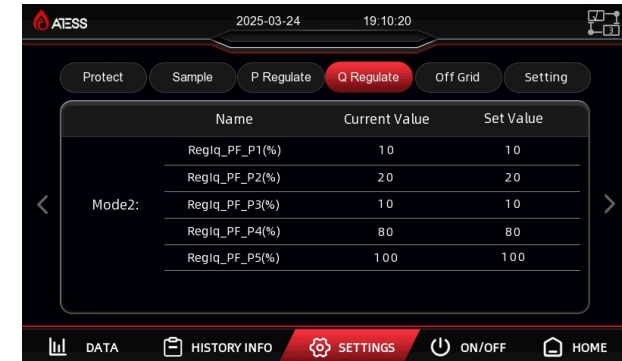 ATESS 2025-03-24 19:10:20
3
Protect Sample P Regulate Q Regulate Off Grid Setting
Name Current Value Set Value
RegIq_PF_P1(%) 10 10
RegIq_PF_P2(%) 20 20
Mode2: RegIq_PF_P3(%) 10 10
RegIq_PF_P4(%) 80 80
RegIq_PF_P5(%) 100 100
DATA HISTORY INFO SETTINGS ON/OFF HOME